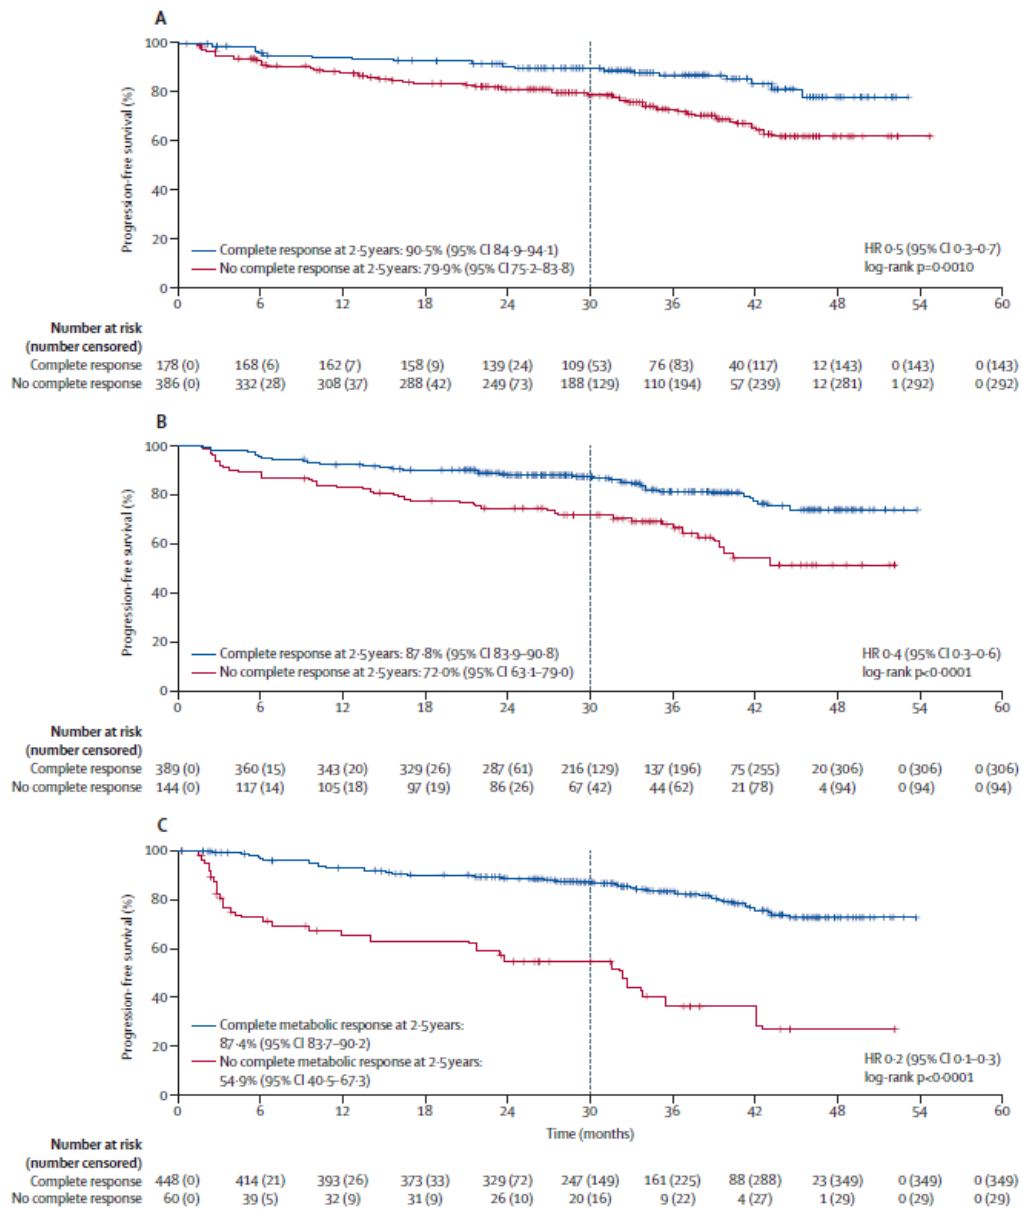 A
Progression-free survival (%)
100
80
60
40
20
0
Complete response at 2·5 years: 90·5% (95% CI 84·9–94·1)
No complete response at 2·5 years: 79·9% (95% CI 75·2–83·8)
HR 0·5 (95% CI 0·3–0·7)
log-rank p=0·0010
0 6 12 18 24 30 36 42 48 54 60
Number at risk
(number censored)
Complete response 178 (0) 168 (6) 162 (7) 158 (9) 139 (24) 109 (53) 76 (83) 40 (117) 12 (143) 0 (143) 0 (143)
No complete response 386 (0) 332 (28) 308 (37) 288 (42) 249 (73) 188 (129) 110 (194) 57 (239) 12 (281) 1 (292) 0 (292)
B
Progression-free survival (%)
100
80
60
40
20
0
Complete response at 2·5 years: 87·8% (95% CI 83·9–90·8)
No complete response at 2·5 years: 72·0% (95% CI 63·1–79·0)
HR 0·4 (95% CI 0·3–0·6)
log-rank p<0·0001
0 6 12 18 24 30 36 42 48 54 60
Number at risk
(number censored)
Complete response 389 (0) 360 (15) 343 (20) 329 (26) 287 (61) 216 (129) 137 (196) 75 (255) 20 (306) 0 (306) 0 (306)
No complete response 144 (0) 117 (14) 105 (18) 97 (19) 86 (26) 67 (42) 44 (62) 21 (78) 4 (94) 0 (94) 0 (94)
C
Progression-free survival (%)
100
80
60
40
20
0
Complete metabolic response at 2·5 years:
87·4% (95% CI 83·7–90·2)
No complete metabolic response at 2·5 years:
54·9% (95% CI 40·5–67·3)
HR 0·2 (95% CI 0·1–0·3)
log-rank p<0·0001
0 6 12 18 24 30 36 42 48 54 60
Time (months)
Number at risk
(number censored)
Complete response 448 (0) 414 (21) 393 (26) 373 (33) 329 (72) 247 (149) 161 (225) 88 (288) 23 (349) 0 (349) 0 (349)
No complete response 60 (0) 39 (5) 32 (9) 31 (9) 26 (10) 20 (16) 9 (22) 4 (27) 1 (29) 0 (29) 0 (29)